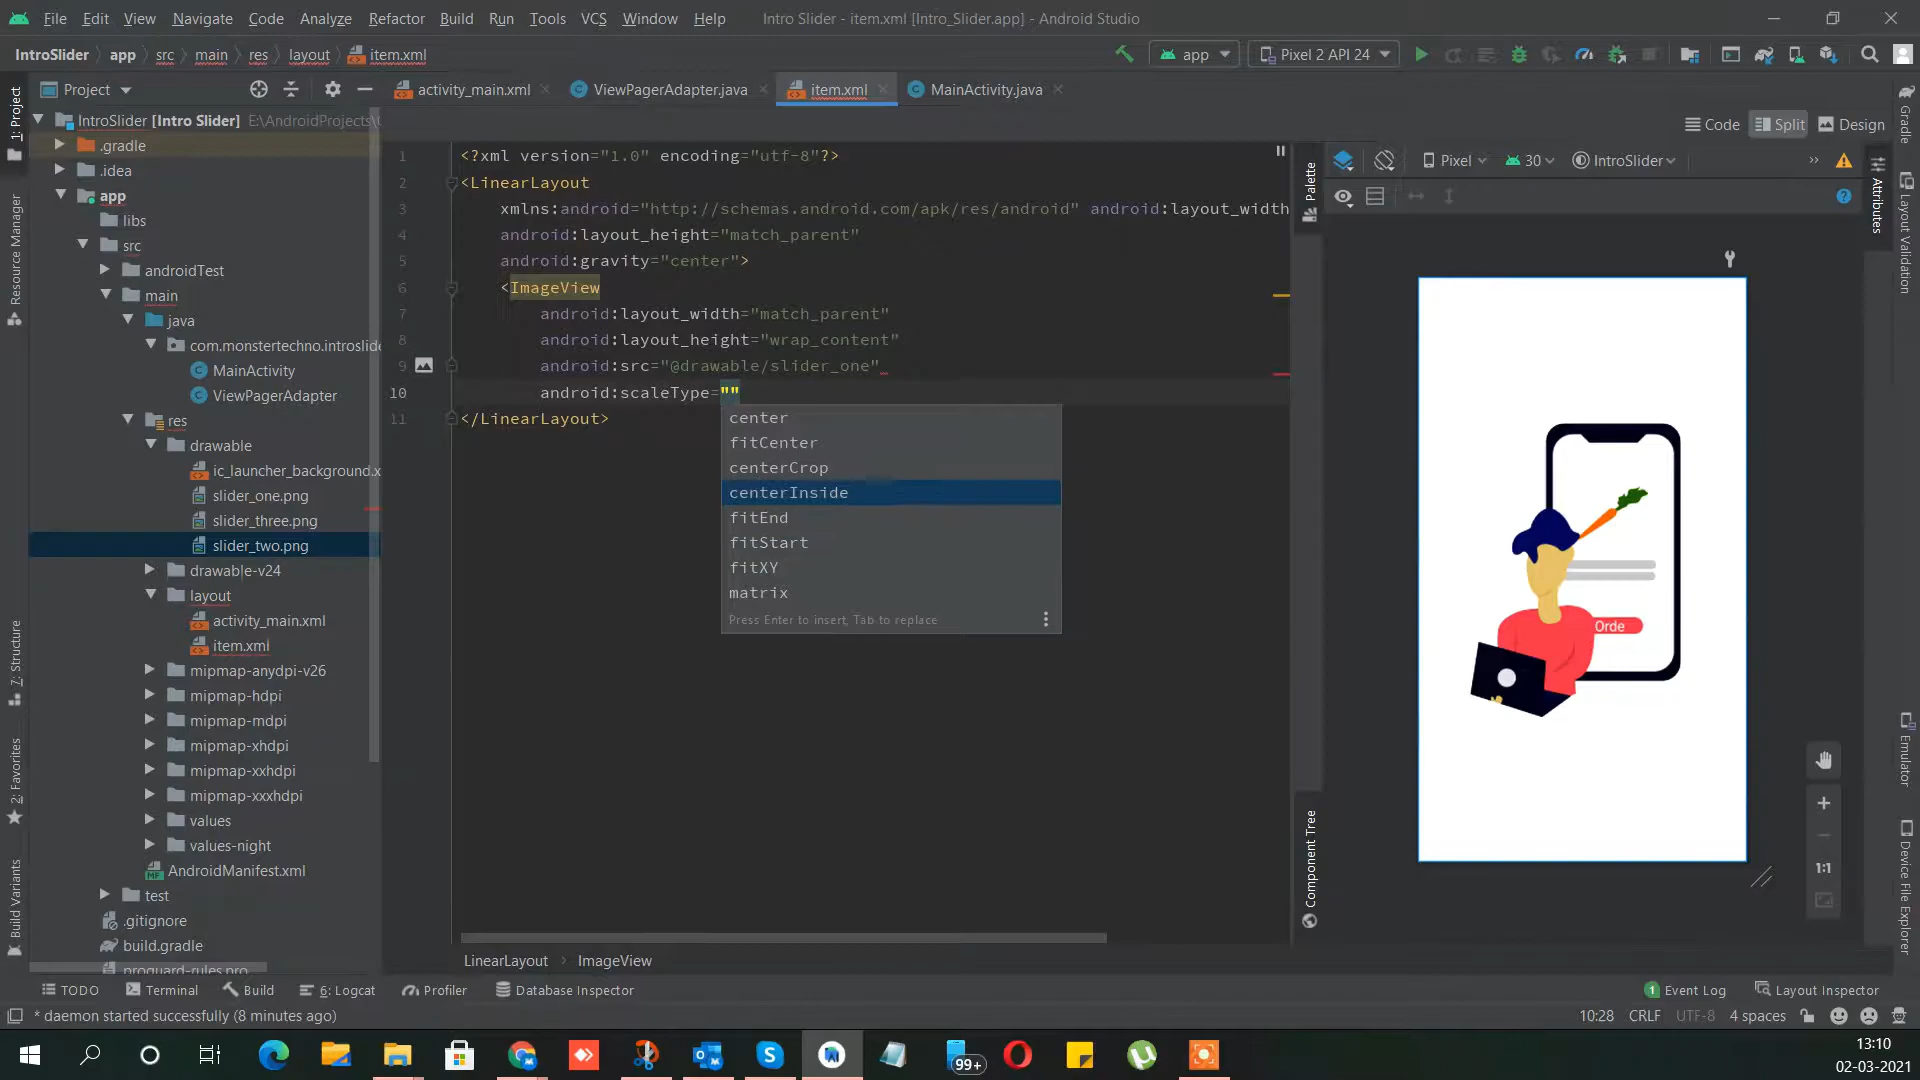 File Edit View Navigate Code Analyze Refactor Build Run Tools VCS Window Help Intro Slider - item.xml [Intro_Slider.app] - Android Studio
IntroSlider app src main res layout item.xml app Pixel 2 API 24
Project activity_main.xml ViewPagerAdapter.java item.xml MainActivity.java
Code Split Design
1: Project
Resource Manager
7: Structure
2: Favorites
Build Variants
IntroSlider [Intro Slider] E:\AndroidProjects\
.gradle
.idea
app
libs
src
androidTest
main
java
com.monstertechno.introslide
MainActivity
ViewPagerAdapter
res
drawable
ic_launcher_background.x
slider_one.png
slider_three.png
slider_two.png
drawable-v24
layout
activity_main.xml
item.xml
mipmap-anydpi-v26
mipmap-hdpi
mipmap-mdpi
mipmap-xhdpi
mipmap-xxhdpi
mipmap-xxxhdpi
values
values-night
AndroidManifest.xml
test
.gitignore
build.gradle
proguard-rules.pro
1 <?xml version="1.0" encoding="utf-8"?>
2 <LinearLayout
3 xmlns:android="http://schemas.android.com/apk/res/android" android:layout_width
4 android:layout_height="match_parent"
5 android:gravity="center">
6 <ImageView
7 android:layout_width="match_parent"
8 android:layout_height="wrap_content"
9 android:src="@drawable/slider_one"
10 android:scaleType=""
11 </LinearLayout>
center
fitCenter
centerCrop
centerInside
fitEnd
fitStart
fitXY
matrix
Press Enter to insert, Tab to replace
LinearLayout ImageView
Palette
Component Tree
Pixel 30 IntroSlider
Orde
1:1
Attributes
Gradle
Layout Validation
Emulator
Device File Explorer
TODO Terminal Build 6: Logcat Profiler Database Inspector 1 Event Log Layout Inspector
* daemon started successfully (8 minutes ago) 10:28 CRLF UTF-8 4 spaces
99+
13:10
02-03-2021